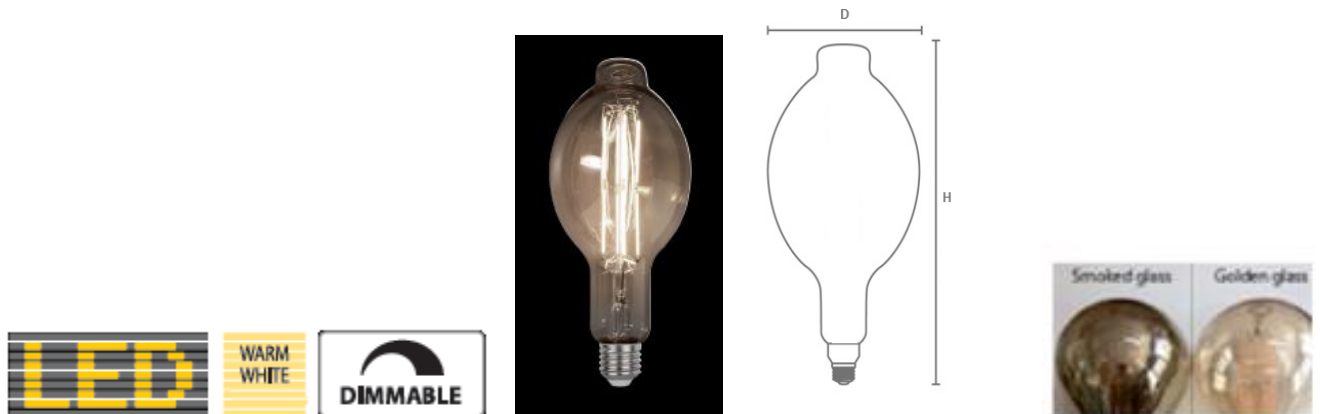 D
H
Smoked glass
Golden glass
LED
WARM
WHITE
DIMMABLE